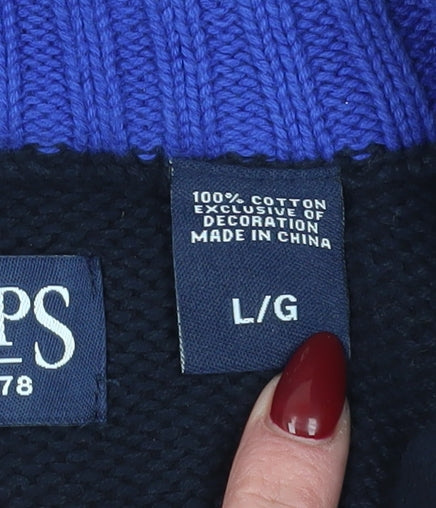 100% COTTON
EXCLUSIVE OF
DECORATION
MADE IN CHINA
L/G
PS
78